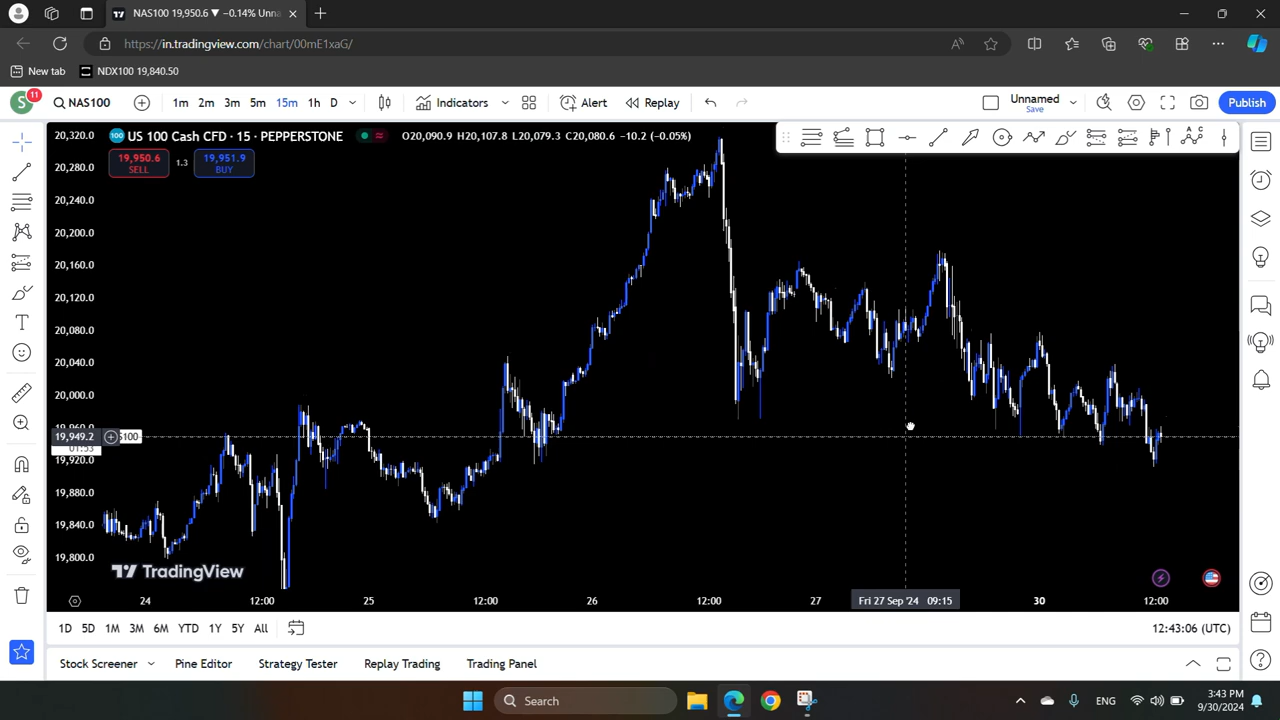 NAS100 19,950.6 ▼ −0.14% Unna
https://in.tradingview.com/chart/00mE1xaG/
New tab
NDX100 19,840.50
S 11
NAS100
1m 2m 3m 5m 15m 1h D
Indicators
Alert
Replay
Unnamed
Save
Publish
100 US 100 Cash CFD · 15 · PEPPERSTONE
O20,090.9 H20,107.8 L20,079.3 C20,080.6 −10.2 (−0.05%)
19,950.6
SELL
1.3
19,951.9
BUY
20,320.0
20,280.0
20,240.0
20,200.0
20,160.0
20,120.0
20,080.0
20,040.0
20,000.0
19,960.0
19,949.2
S100
01:53
19,920.0
19,880.0
19,840.0
19,800.0
TradingView
24 12:00 25 12:00 26 12:00 27 Fri 27 Sep '24 09:15 30 12:00
1D 5D 1M 3M 6M YTD 1Y 5Y All
12:43:06 (UTC)
Stock Screener
Pine Editor
Strategy Tester
Replay Trading
Trading Panel
Search
ENG
3:43 PM
9/30/2024